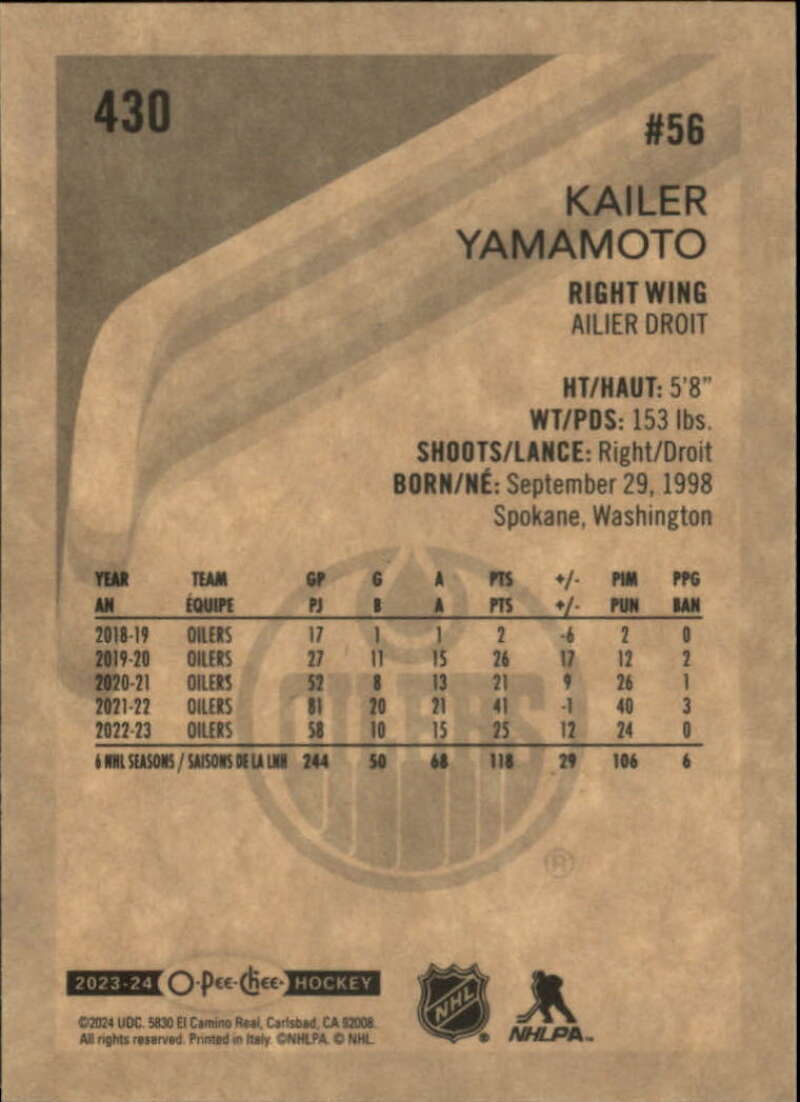 430
#56
KAILER
YAMAMOTO
RIGHT WING
AILIER DROIT
HT/HAUT: 5'8"
WT/PDS: 153 lbs.
SHOOTS/LANCE: Right/Droit
BORN/NÉ: September 29, 1998
Spokane, Washington
YEAR TEAM GP G A PTS +/- PIM PPG
AN ÉQUIPE PJ B A PTS +/- PUN BAN
2018-19 OILERS 17 1 1 2 -6 2 0
2019-20 OILERS 27 11 15 26 17 12 2
2020-21 OILERS 52 8 13 21 9 26 1
2021-22 OILERS 81 20 21 41 -1 40 3
2022-23 OILERS 58 10 15 25 12 24 0
6 NHL SEASONS / SAISONS DE LA LNH 244 50 68 118 29 106 6
OILERS
®
2023-24 O-Pee-Chee HOCKEY
©2024 UDC. 5830 El Camino Real, Carlsbad, CA 92008.
All rights reserved. Printed in Italy. ©NHLPA. © NHL.
NHL ®
NHLPA™